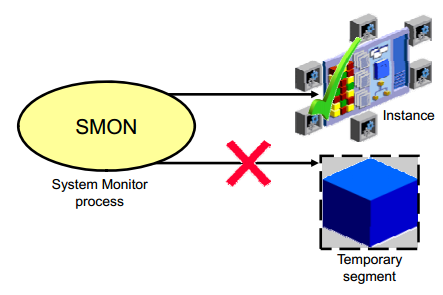 SMON
System Monitor
process
Instance
Temporary
segment